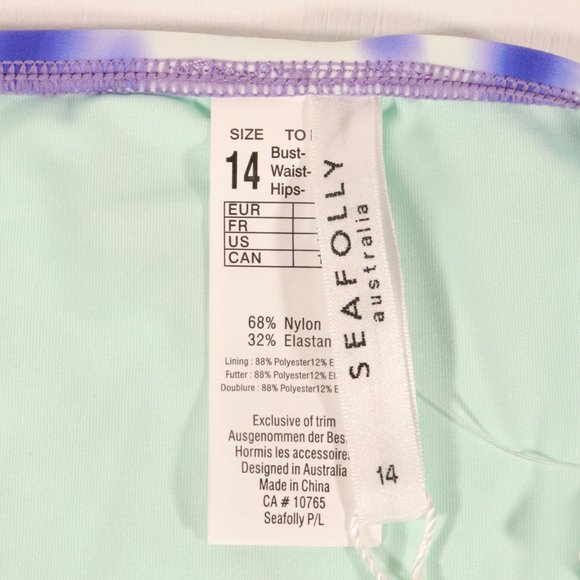 SIZE TO
14 Bust-
Waist-
Hips-
EUR
FR
US
CAN
68% Nylon
32% Elastan
Lining : 88% Polyester12% E
Futter : 88% Polyester12% El
Doublure : 88% Polyester12% E
Exclusive of trim
Ausgenommen der Bes
Hormis les accessoire
Designed in Australia
Made in China
CA # 10765
Seafolly P/L
SEAFOLLY
australia
14